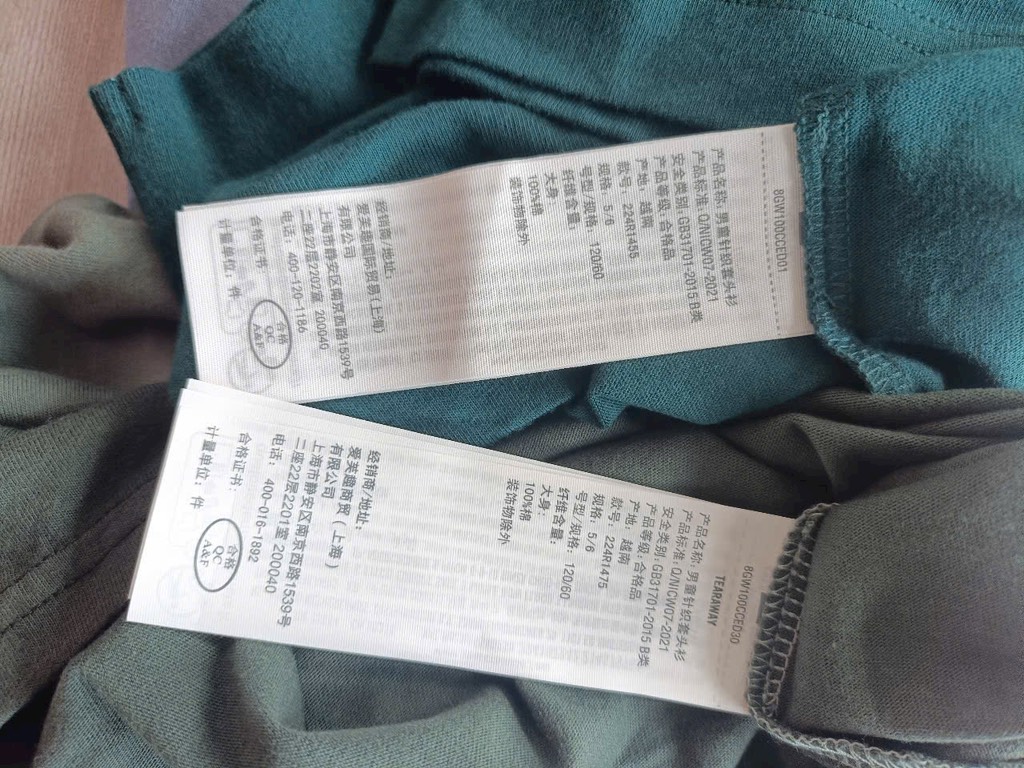 8GW100CCED01
产品名称: 男童针织套头衫
产品标准: Q/NICW07-2021
安全类别: GB31701-2015 B类
产品等级: 合格品
产地: 越南
款号: 224R1455
规格: 5/6
号型/规格: 120/60
纤维含量:
大身:
100%棉
装饰物除外
经销商/地址:
爱芙趣国际贸易(上海)
有限公司
上海市静安区南京西路1539号
二座22层2207室 200040
电话: 400-120-1186
合格证书
计量单位: 件
合格
QC
A&F
8GW100CCED30
TEARAWAY
产品名称: 男童针织套头衫
产品标准: Q/NICW07-2021
安全类别: GB31701-2015 B类
产品等级: 合格品
产地: 越南
款号: 224R1475
规格: 5/6
号型/规格: 120/60
纤维含量:
大身:
100%棉
装饰物除外
经销商/地址:
爱芙趣商贸(上海)
有限公司
上海市静安区南京西路1539号
二座22层2201室 200040
电话: 400-016-1892
合格证书:
计量单位: 件
合格
QC
A&F